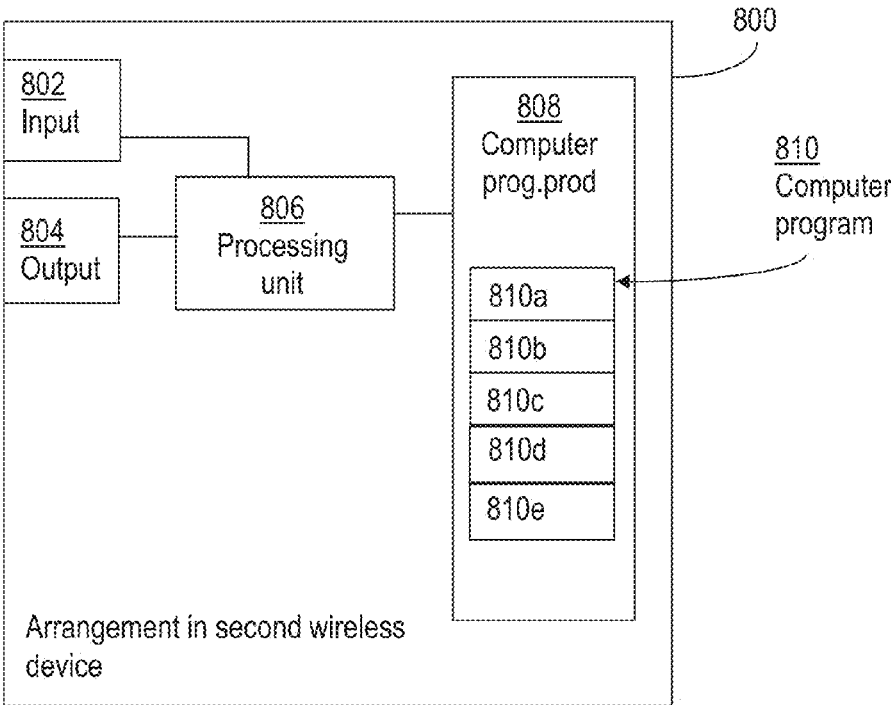 800
802
Input
804
Output
806
Processing
unit
808
Computer
prog.prod
810
Computer
program
810a
810b
810c
810d
810e
Arrangement in second wireless
device